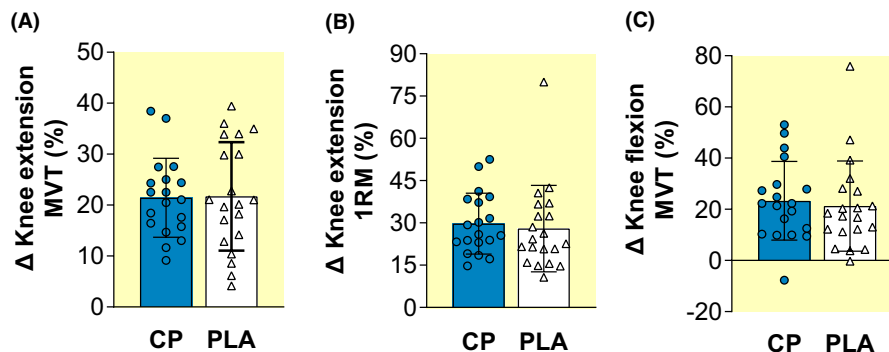 (A)
Δ Knee extension
MVT (%)
50
40
30
20
10
0
CP PLA
(B)
Δ Knee extension
1RM (%)
90
75
60
45
30
15
0
CP PLA
(C)
Δ Knee flexion
MVT (%)
80
60
40
20
0
-20
CP PLA